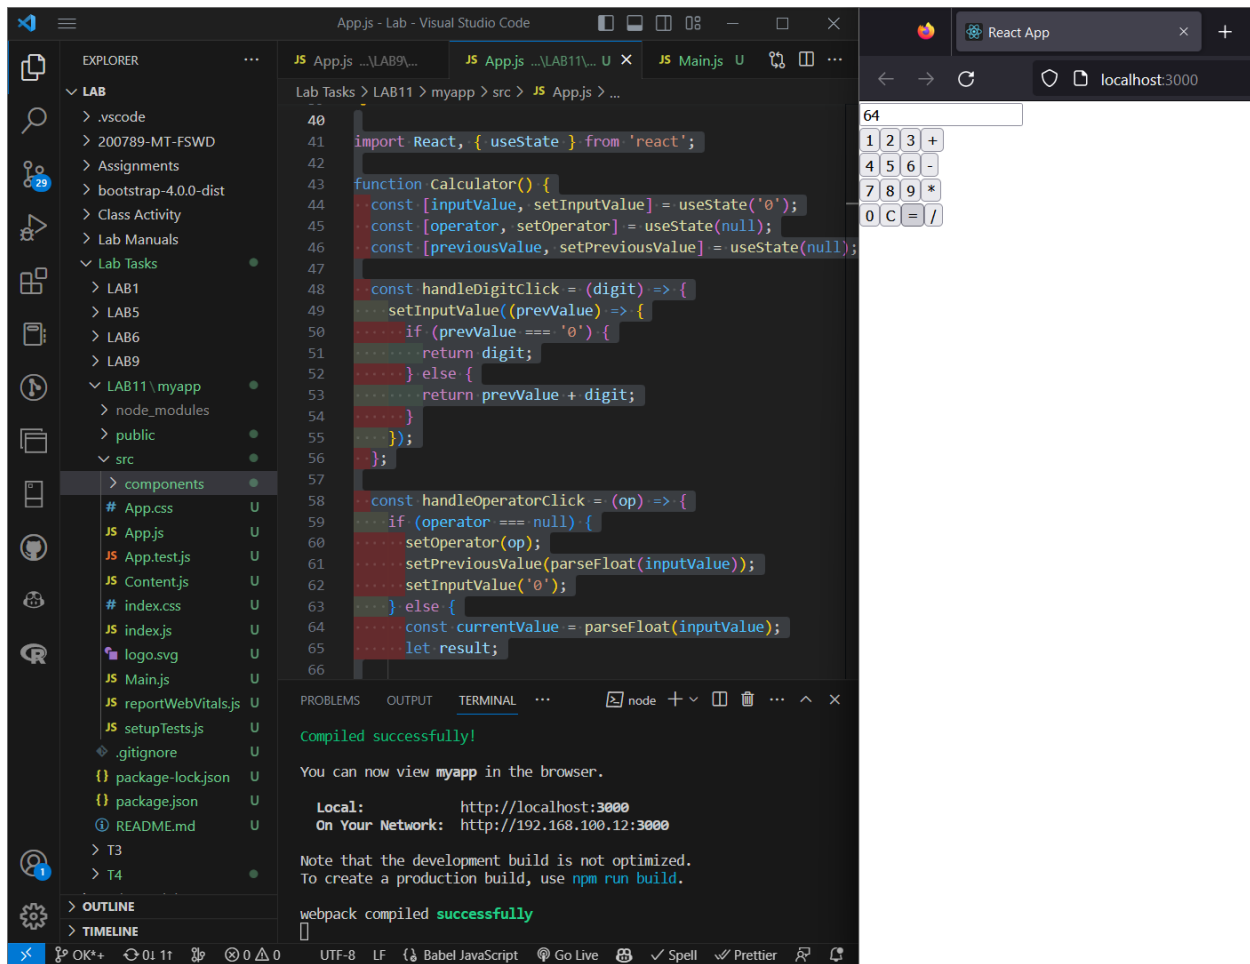 App.js - Lab - Visual Studio Code
EXPLORER
LAB
.vscode
200789-MT-FSWD
Assignments
bootstrap-4.0.0-dist
Class Activity
Lab Manuals
Lab Tasks
LAB1
LAB5
LAB6
LAB9
LAB11\myapp
node_modules
public
src
components
# App.css U
JS App.js U
JS App.test.js U
JS Content.js U
# index.css U
JS index.js U
logo.svg U
JS Main.js U
JS reportWebVitals.js U
JS setupTests.js U
.gitignore U
{} package-lock.json U
{} package.json U
README.md U
T3
T4
OUTLINE
TIMELINE
29
1
JS App.js ...\LAB9\...
JS App.js ...\LAB11\... U
JS Main.js U
Lab Tasks > LAB11 > myapp > src > JS App.js > ...
40
41 import React, { useState } from 'react';
42
43 function Calculator() {
44 const [inputValue, setInputValue] = useState('0');
45 const [operator, setOperator] = useState(null);
46 const [previousValue, setPreviousValue] = useState(null);
47
48 const handleDigitClick = (digit) => {
49 setInputValue((prevValue) => {
50 if (prevValue === '0') {
51 return digit;
52 } else {
53 return prevValue + digit;
54 }
55 });
56 };
57
58 const handleOperatorClick = (op) => {
59 if (operator === null) {
60 setOperator(op);
61 setPreviousValue(parseFloat(inputValue));
62 setInputValue('0');
63 } else {
64 const currentValue = parseFloat(inputValue);
65 let result;
66
PROBLEMS OUTPUT TERMINAL ... node
Compiled successfully!
You can now view myapp in the browser.
Local: http://localhost:3000
On Your Network: http://192.168.100.12:3000
Note that the development build is not optimized.
To create a production build, use npm run build.
webpack compiled successfully
OK*+ 0↓ 1↑ 0 0 UTF-8 LF Babel JavaScript Go Live Spell Prettier
React App
localhost:3000
64
1 2 3 +
4 5 6 -
7 8 9 *
0 C = /